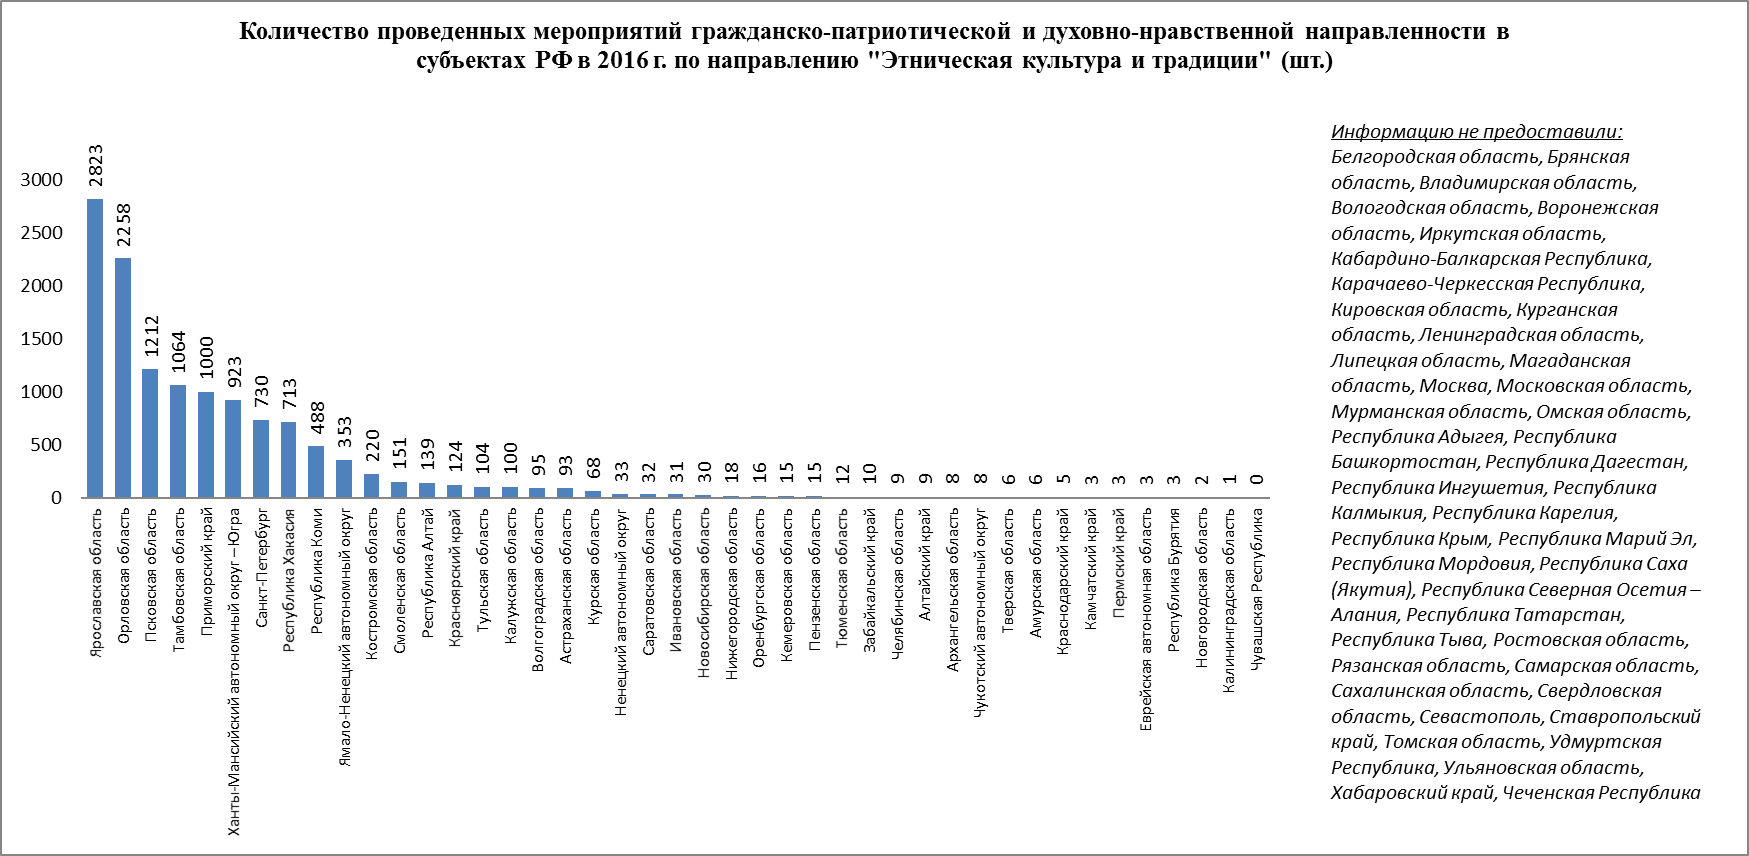 Количество проведенных мероприятий гражданско-патриотической и духовно-нравственной направленности в
субъектах РФ в 2016 г. по направлению "Этническая культура и традиции" (шт.)
3000
2500
2000
1500
1000
500
0
2823
2258
1212
1064
1000
923
730
713
488
353
220
151
139
124
104
100
95
93
68
33
32
31
30
18
16
15
15
12
10
9
9
8
8
6
6
5
3
3
3
3
2
1
0
Ярославская область
Орловская область
Псковская область
Тамбовская область
Приморский край
Ханты-Мансийский автономный округ – Югра
Санкт-Петербург
Республика Хакасия
Республика Коми
Ямало-Ненецкий автономный округ
Костромская область
Смоленская область
Республика Алтай
Красноярский край
Тульская область
Калужская область
Волгоградская область
Астраханская область
Курская область
Ненецкий автономный округ
Саратовская область
Ивановская область
Новосибирская область
Нижегородская область
Оренбургская область
Кемеровская область
Пензенская область
Тюменская область
Забайкальский край
Челябинская область
Алтайский край
Архангельская область
Чукотский автономный округ
Тверская область
Амурская область
Краснодарский край
Камчатский край
Пермский край
Еврейская автономная область
Республика Бурятия
Новгородская область
Калининградская область
Чувашская Республика
Информацию не предоставили:
Белгородская область, Брянская
область, Владимирская область,
Вологодская область, Воронежская
область, Иркутская область,
Кабардино-Балкарская Республика,
Карачаево-Черкесская Республика,
Кировская область, Курганская
область, Ленинградская область,
Липецкая область, Магаданская
область, Москва, Московская область,
Мурманская область, Омская область,
Республика Адыгея, Республика
Башкортостан, Республика Дагестан,
Республика Ингушетия, Республика
Калмыкия, Республика Карелия,
Республика Крым, Республика Марий Эл,
Республика Мордовия, Республика Саха
(Якутия), Республика Северная Осетия –
Алания, Республика Татарстан,
Республика Тыва, Ростовская область,
Рязанская область, Самарская область,
Сахалинская область, Свердловская
область, Севастополь, Ставропольский
край, Томская область, Удмуртская
Республика, Ульяновская область,
Хабаровский край, Чеченская Республика